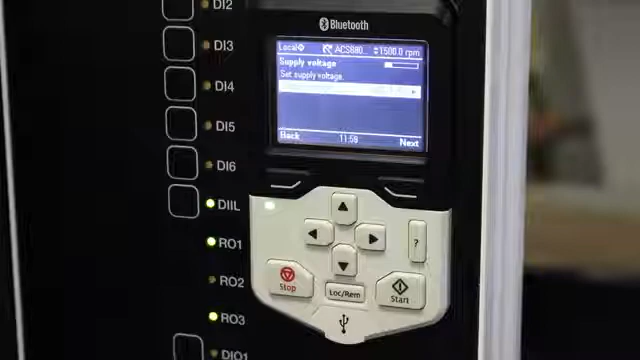 DI2
DI3
DI4
DI5
DI6
DIIL
RO1
RO2
RO3
DIO1
Bluetooth
Local ACS880... 1500.0 rpm
Supply voltage
Set supply voltage.
Back 11:58 Next
?
Stop
Loc/Rem
Start